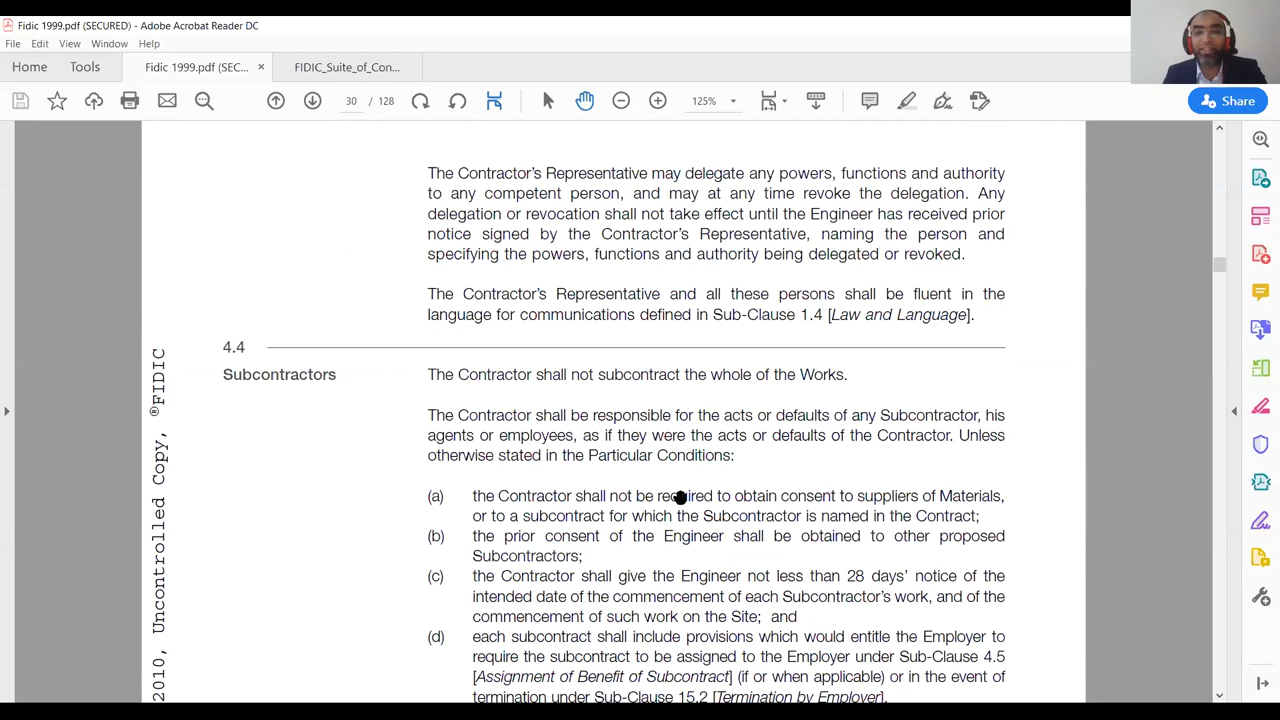 Fidic 1999.pdf (SECURED) - Adobe Acrobat Reader DC
File Edit View Window Help
Home Tools Fidic 1999.pdf (SEC... × FIDIC_Suite_of_Con...
30 / 128 125% Share
The Contractor's Representative may delegate any powers, functions and authority
to any competent person, and may at any time revoke the delegation. Any
delegation or revocation shall not take effect until the Engineer has received prior
notice signed by the Contractor's Representative, naming the person and
specifying the powers, functions and authority being delegated or revoked.
The Contractor's Representative and all these persons shall be fluent in the
language for communications defined in Sub-Clause 1.4 [Law and Language].
4.4
Subcontractors The Contractor shall not subcontract the whole of the Works.
The Contractor shall be responsible for the acts or defaults of any Subcontractor, his
agents or employees, as if they were the acts or defaults of the Contractor. Unless
otherwise stated in the Particular Conditions:
(a) the Contractor shall not be required to obtain consent to suppliers of Materials,
or to a subcontract for which the Subcontractor is named in the Contract;
(b) the prior consent of the Engineer shall be obtained to other proposed
Subcontractors;
(c) the Contractor shall give the Engineer not less than 28 days' notice of the
intended date of the commencement of each Subcontractor's work, and of the
commencement of such work on the Site; and
(d) each subcontract shall include provisions which would entitle the Employer to
require the subcontract to be assigned to the Employer under Sub-Clause 4.5
[Assignment of Benefit of Subcontract] (if or when applicable) or in the event of
termination under Sub-Clause 15.2 [Termination by Employer].
2010, Uncontrolled Copy, ®FIDIC